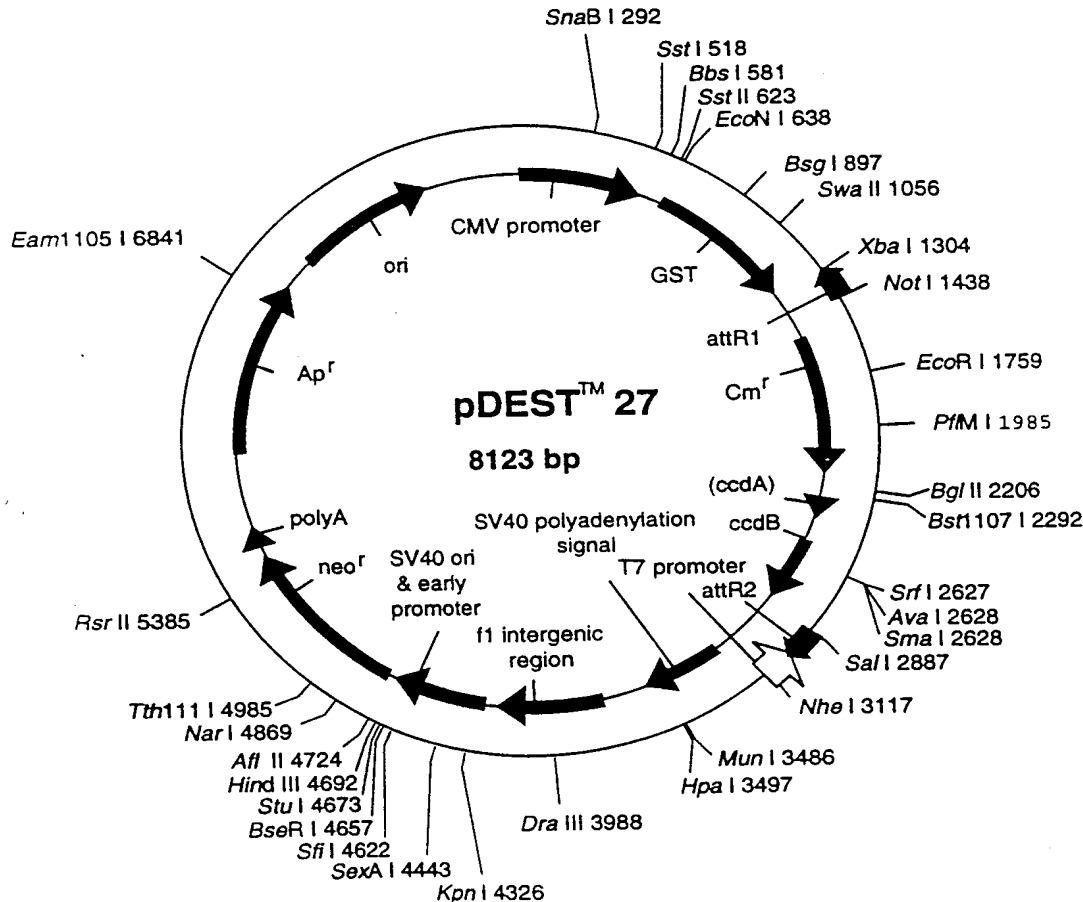 SnaB I 292
Sst I 518
Bbs I 581
Sst II 623
EcoN I 638
Bsg I 897
Swa II 1056
Xba I 1304
Not I 1438
EcoR I 1759
PflM I 1985
Bgl II 2206
Bst1107 I 2292
Srf I 2627
Ava I 2628
Sma I 2628
Sal I 2887
Nhe I 3117
Mun I 3486
Hpa I 3497
Dra III 3988
Kpn I 4326
SexA I 4443
Sfi I 4622
BseR I 4657
Stu I 4673
Hind III 4692
Afl II 4724
Nar I 4869
Tth111 I 4985
Rsr II 5385
Eam1105 I 6841
CMV promoter
GST
attR1
Cmr
(ccdA)
ccdB
attR2
T7 promoter
SV40 polyadenylation
signal
f1 intergenic
region
SV40 ori
& early
promoter
neor
polyA
Apr
ori
pDEST™ 27
8123 bp